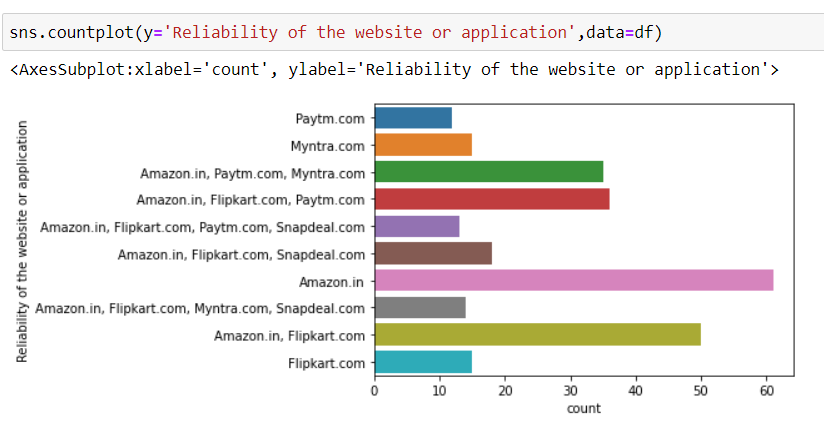 sns.countplot(y='Reliability of the website or application',data=df)
<AxesSubplot:xlabel='count', ylabel='Reliability of the website or application'>
Reliability of the website or application
Paytm.com
Myntra.com
Amazon.in, Paytm.com, Myntra.com
Amazon.in, Flipkart.com, Paytm.com
Amazon.in, Flipkart.com, Paytm.com, Snapdeal.com
Amazon.in, Flipkart.com, Snapdeal.com
Amazon.in
Amazon.in, Flipkart.com, Myntra.com, Snapdeal.com
Amazon.in, Flipkart.com
Flipkart.com
0 10 20 30 40 50 60
count